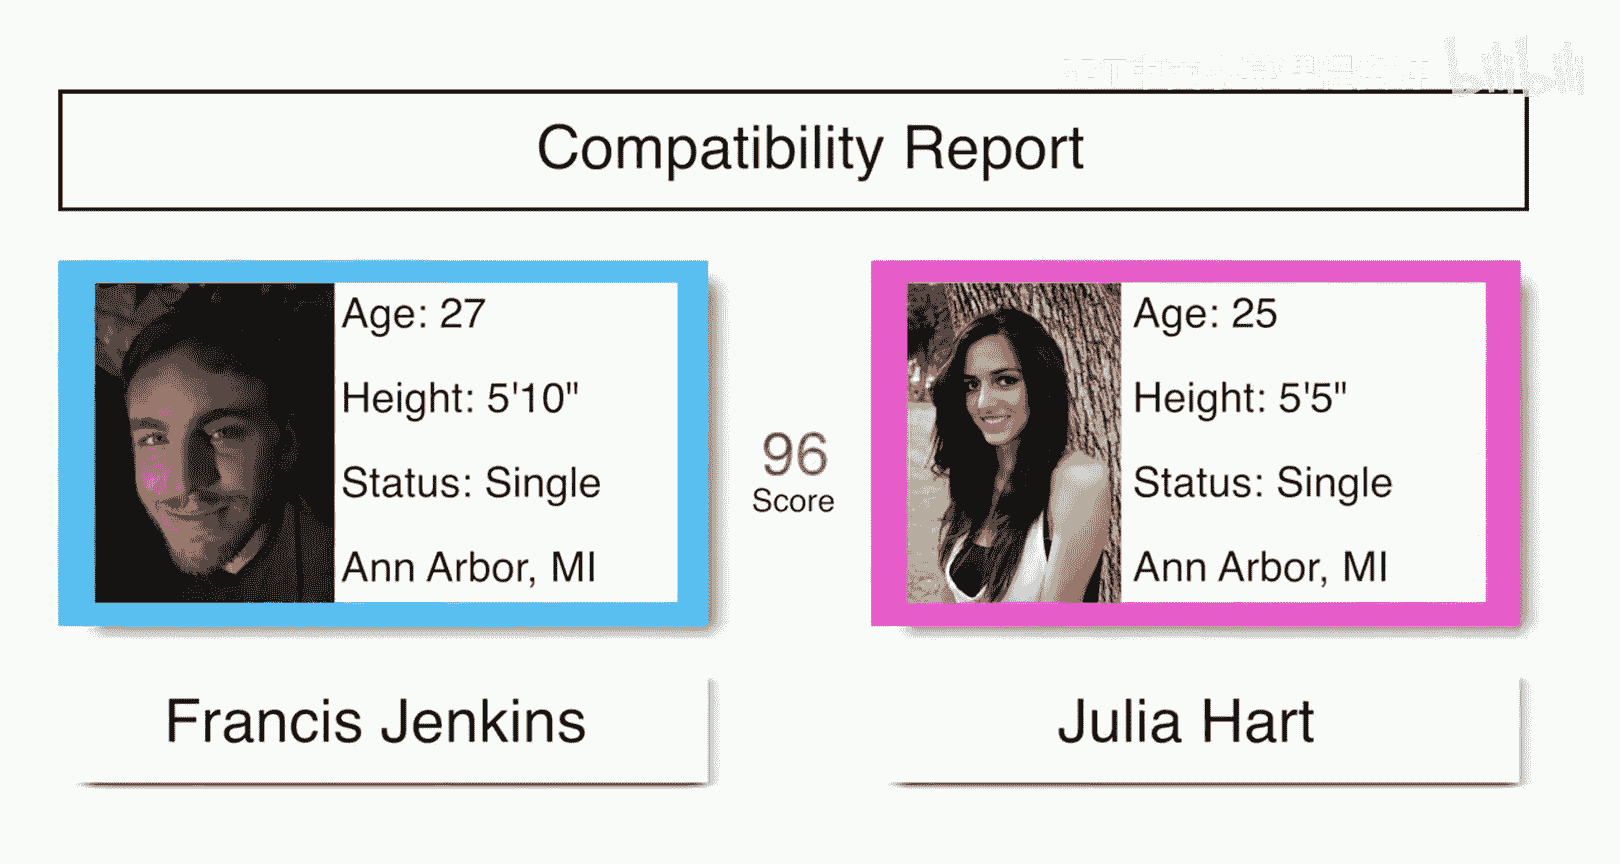 bilibili
Compatibility Report
Age: 27
Height: 5'10"
Status: Single
Ann Arbor, MI
96
Score
Age: 25
Height: 5'5"
Status: Single
Ann Arbor, MI
Francis Jenkins
Julia Hart